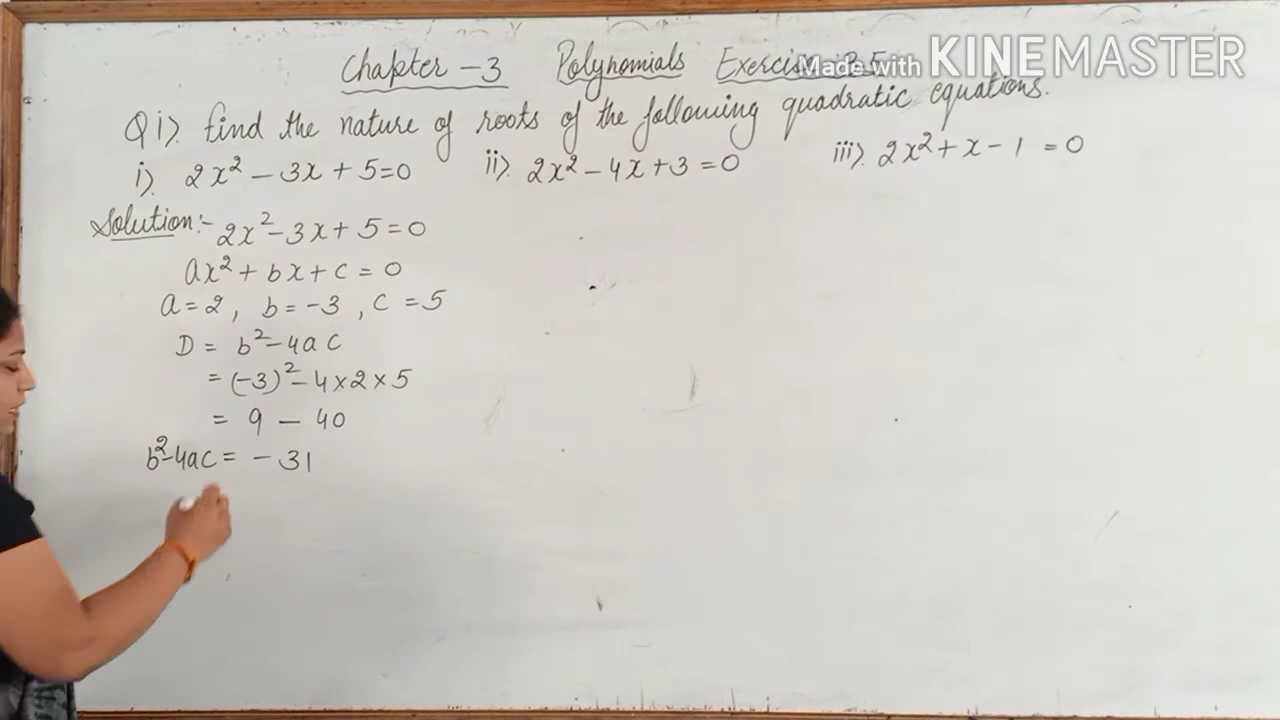 Chapter - 3 Polynomials Exercise 3.5
Made with KINEMASTER
Q i). find the nature of roots of the following quadratic equations.
i). 2x² - 3x + 5 = 0 ii). 2x² - 4x + 3 = 0 iii). 2x² + x - 1 = 0
Solution:- 2x² - 3x + 5 = 0
ax² + bx + c = 0
a = 2, b = -3, c = 5
D = b² - 4ac
= (-3)² - 4 × 2 × 5
= 9 - 40
b² - 4ac = - 31